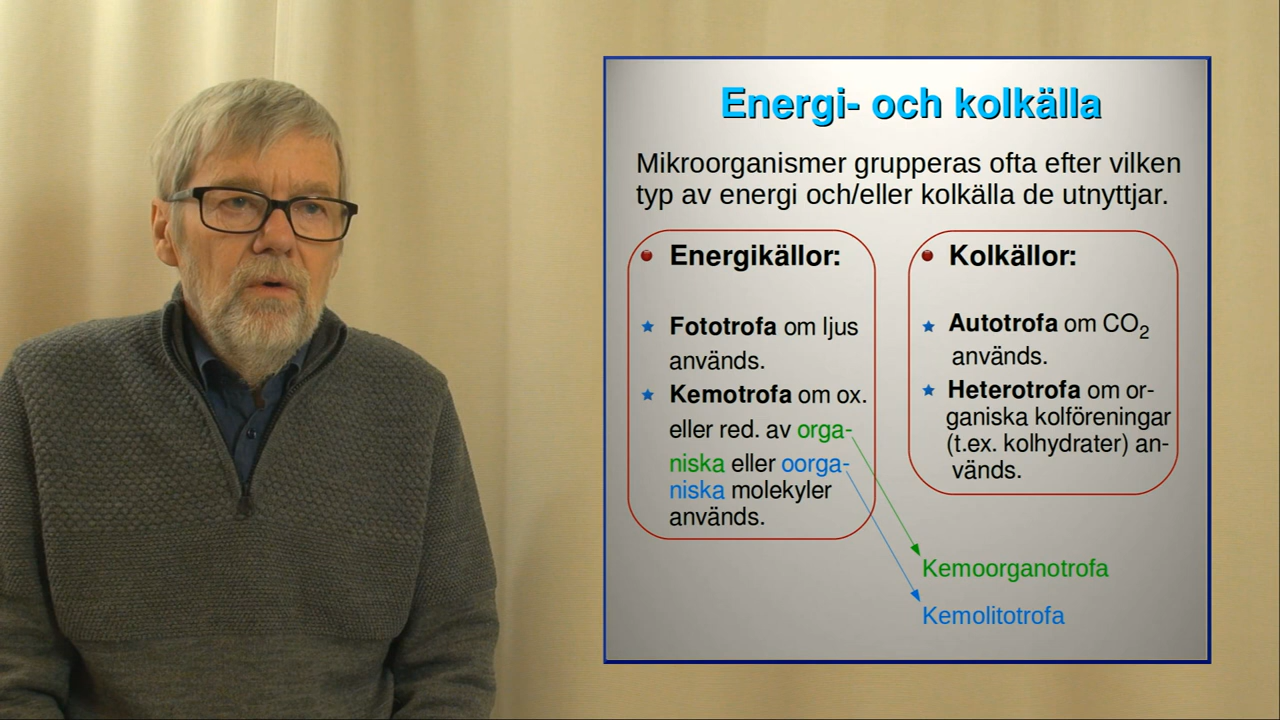 Energi- och kolkälla
Mikroorganismer grupperas ofta efter vilken
typ av energi och/eller kolkälla de utnyttjar.
Energikällor:
Fototrofa om ljus
används.
Kemotrofa om ox.
eller red. av orga-
niska eller oorga-
niska molekyler
används.
Kolkällor:
Autotrofa om CO₂
används.
Heterotrofa om or-
ganiska kolföreningar
(t.ex. kolhydrater) an-
vänds.
Kemoorganotrofa
Kemolitotrofa